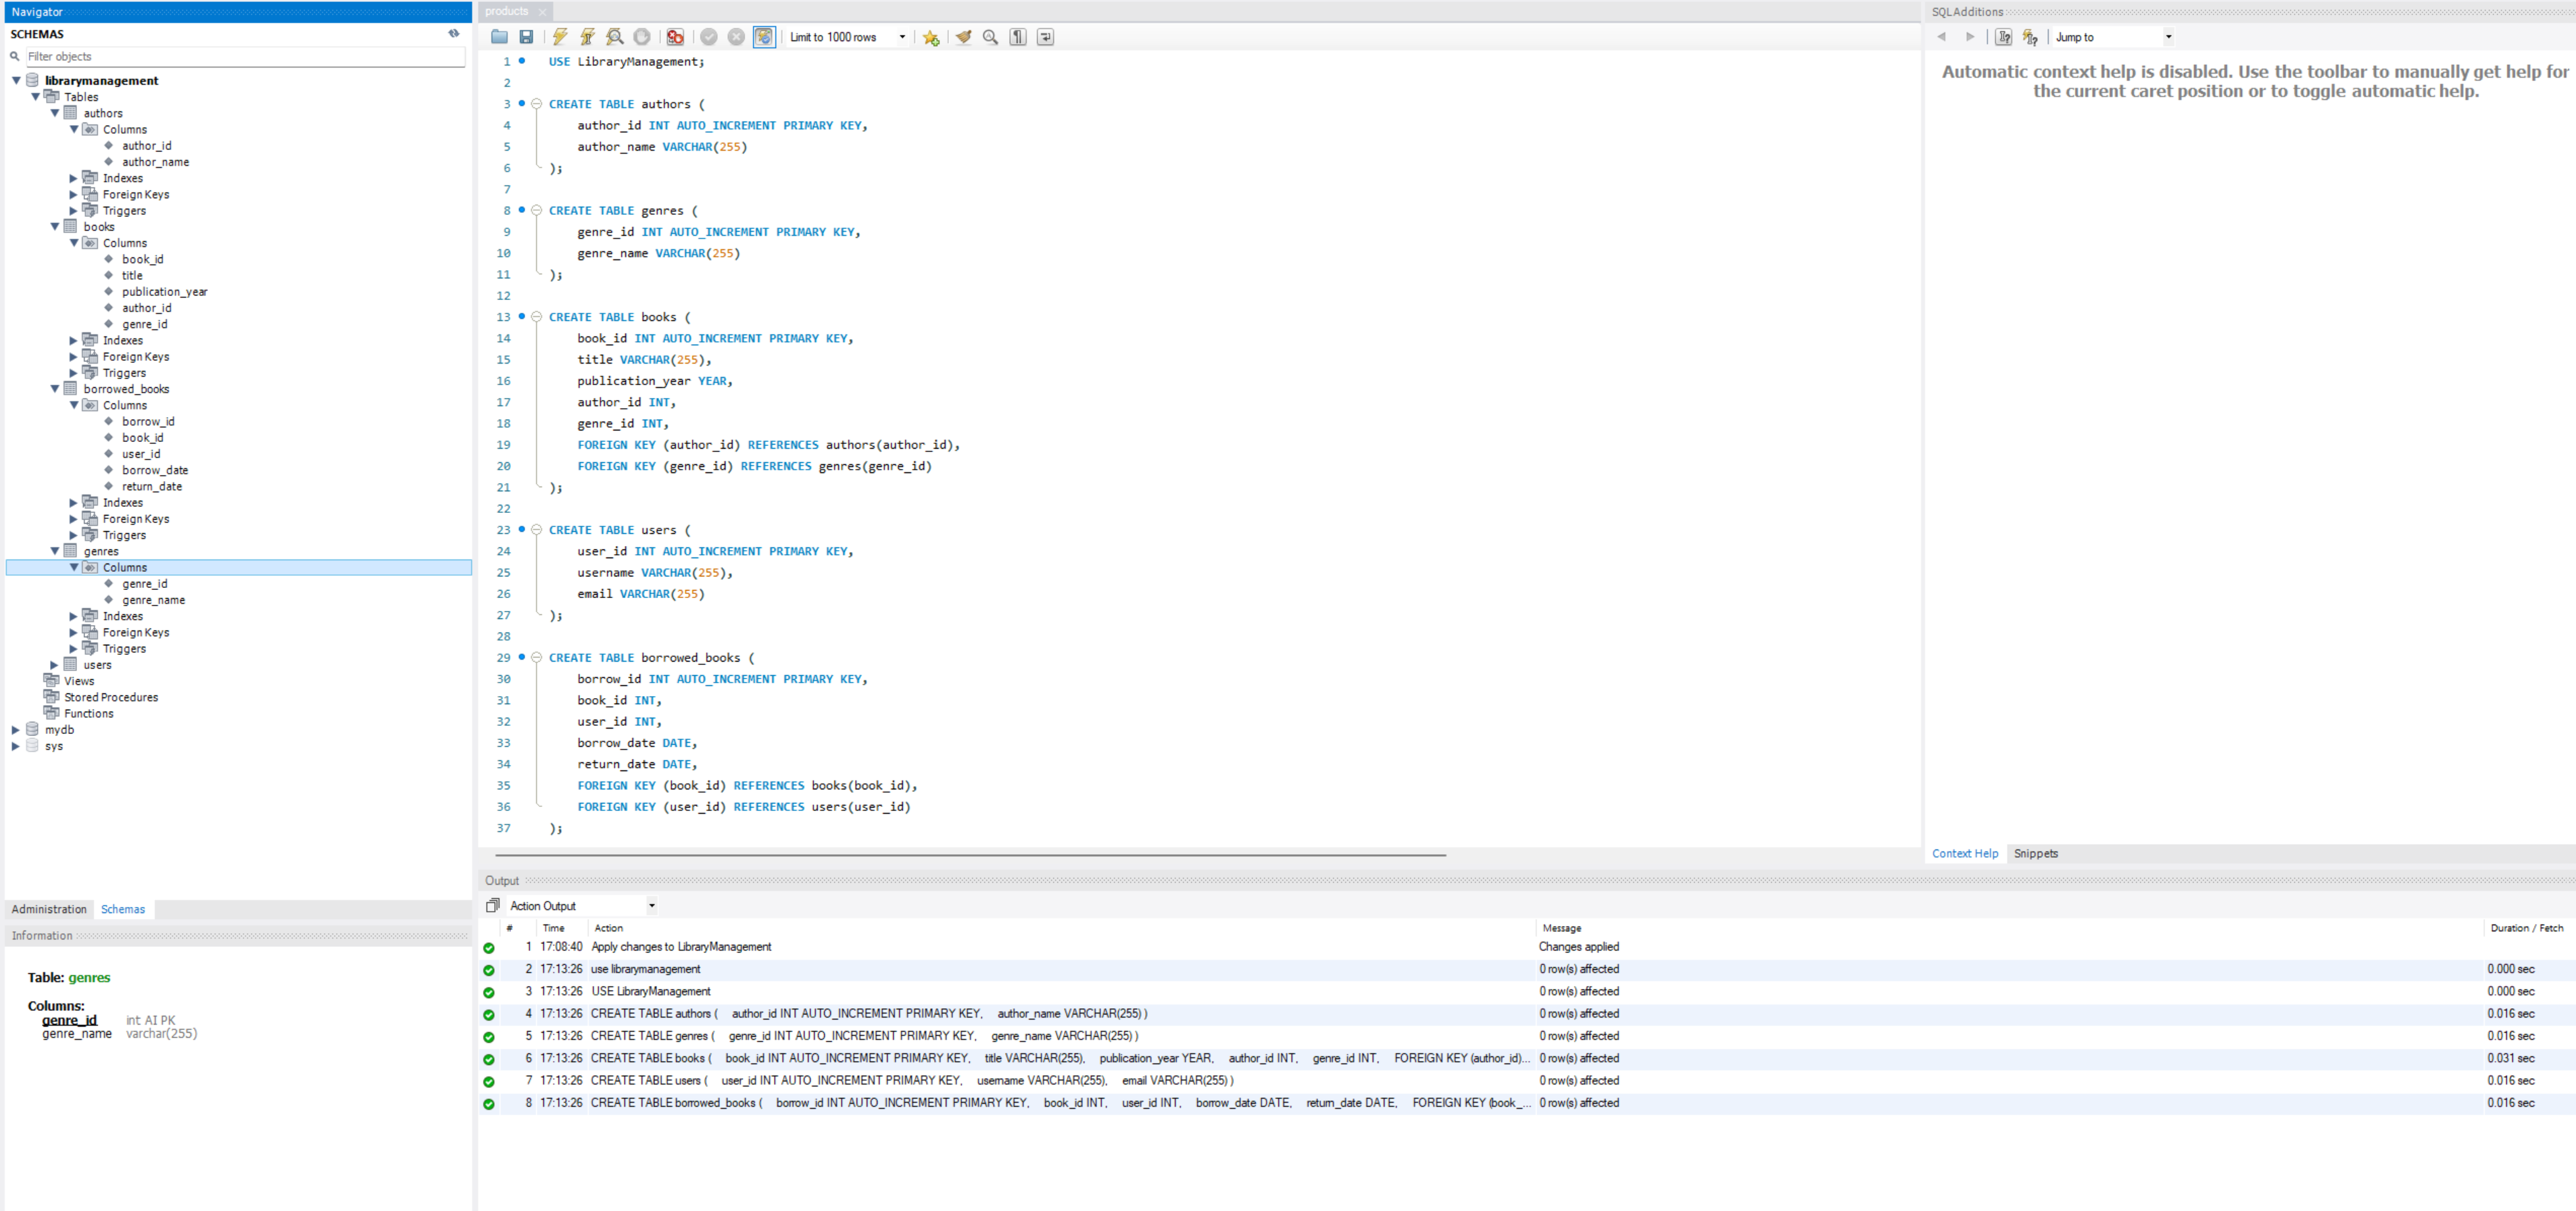 Navigator
SCHEMAS
Filter objects
librarymanagement
Tables
authors
Columns
author_id
author_name
Indexes
Foreign Keys
Triggers
books
Columns
book_id
title
publication_year
author_id
genre_id
Indexes
Foreign Keys
Triggers
borrowed_books
Columns
borrow_id
book_id
user_id
borrow_date
return_date
Indexes
Foreign Keys
Triggers
genres
Columns
genre_id
genre_name
Indexes
Foreign Keys
Triggers
users
Views
Stored Procedures
Functions
mydb
sys
Administration Schemas
Information
Table: genres
Columns:
genre_id int AI PK
genre_name varchar(255)
products
Limit to 1000 rows
1 USE LibraryManagement;
2
3 CREATE TABLE authors (
4 author_id INT AUTO_INCREMENT PRIMARY KEY,
5 author_name VARCHAR(255)
6 );
7
8 CREATE TABLE genres (
9 genre_id INT AUTO_INCREMENT PRIMARY KEY,
10 genre_name VARCHAR(255)
11 );
12
13 CREATE TABLE books (
14 book_id INT AUTO_INCREMENT PRIMARY KEY,
15 title VARCHAR(255),
16 publication_year YEAR,
17 author_id INT,
18 genre_id INT,
19 FOREIGN KEY (author_id) REFERENCES authors(author_id),
20 FOREIGN KEY (genre_id) REFERENCES genres(genre_id)
21 );
22
23 CREATE TABLE users (
24 user_id INT AUTO_INCREMENT PRIMARY KEY,
25 username VARCHAR(255),
26 email VARCHAR(255)
27 );
28
29 CREATE TABLE borrowed_books (
30 borrow_id INT AUTO_INCREMENT PRIMARY KEY,
31 book_id INT,
32 user_id INT,
33 borrow_date DATE,
34 return_date DATE,
35 FOREIGN KEY (book_id) REFERENCES books(book_id),
36 FOREIGN KEY (user_id) REFERENCES users(user_id)
37 );
SQLAdditions
Jump to
Automatic context help is disabled. Use the toolbar to manually get help for
the current caret position or to toggle automatic help.
Context Help Snippets
Output
Action Output
# Time Action Message Duration / Fetch
1 17:08:40 Apply changes to LibraryManagement Changes applied
2 17:13:26 use librarymanagement 0 row(s) affected 0.000 sec
3 17:13:26 USE LibraryManagement 0 row(s) affected 0.000 sec
4 17:13:26 CREATE TABLE authors ( author_id INT AUTO_INCREMENT PRIMARY KEY, author_name VARCHAR(255) ) 0 row(s) affected 0.016 sec
5 17:13:26 CREATE TABLE genres ( genre_id INT AUTO_INCREMENT PRIMARY KEY, genre_name VARCHAR(255) ) 0 row(s) affected 0.016 sec
6 17:13:26 CREATE TABLE books ( book_id INT AUTO_INCREMENT PRIMARY KEY, title VARCHAR(255), publication_year YEAR, author_id INT, genre_id INT, FOREIGN KEY (author_id)... 0 row(s) affected 0.031 sec
7 17:13:26 CREATE TABLE users ( user_id INT AUTO_INCREMENT PRIMARY KEY, username VARCHAR(255), email VARCHAR(255) ) 0 row(s) affected 0.016 sec
8 17:13:26 CREATE TABLE borrowed_books ( borrow_id INT AUTO_INCREMENT PRIMARY KEY, book_id INT, user_id INT, borrow_date DATE, return_date DATE, FOREIGN KEY (book_... 0 row(s) affected 0.016 sec